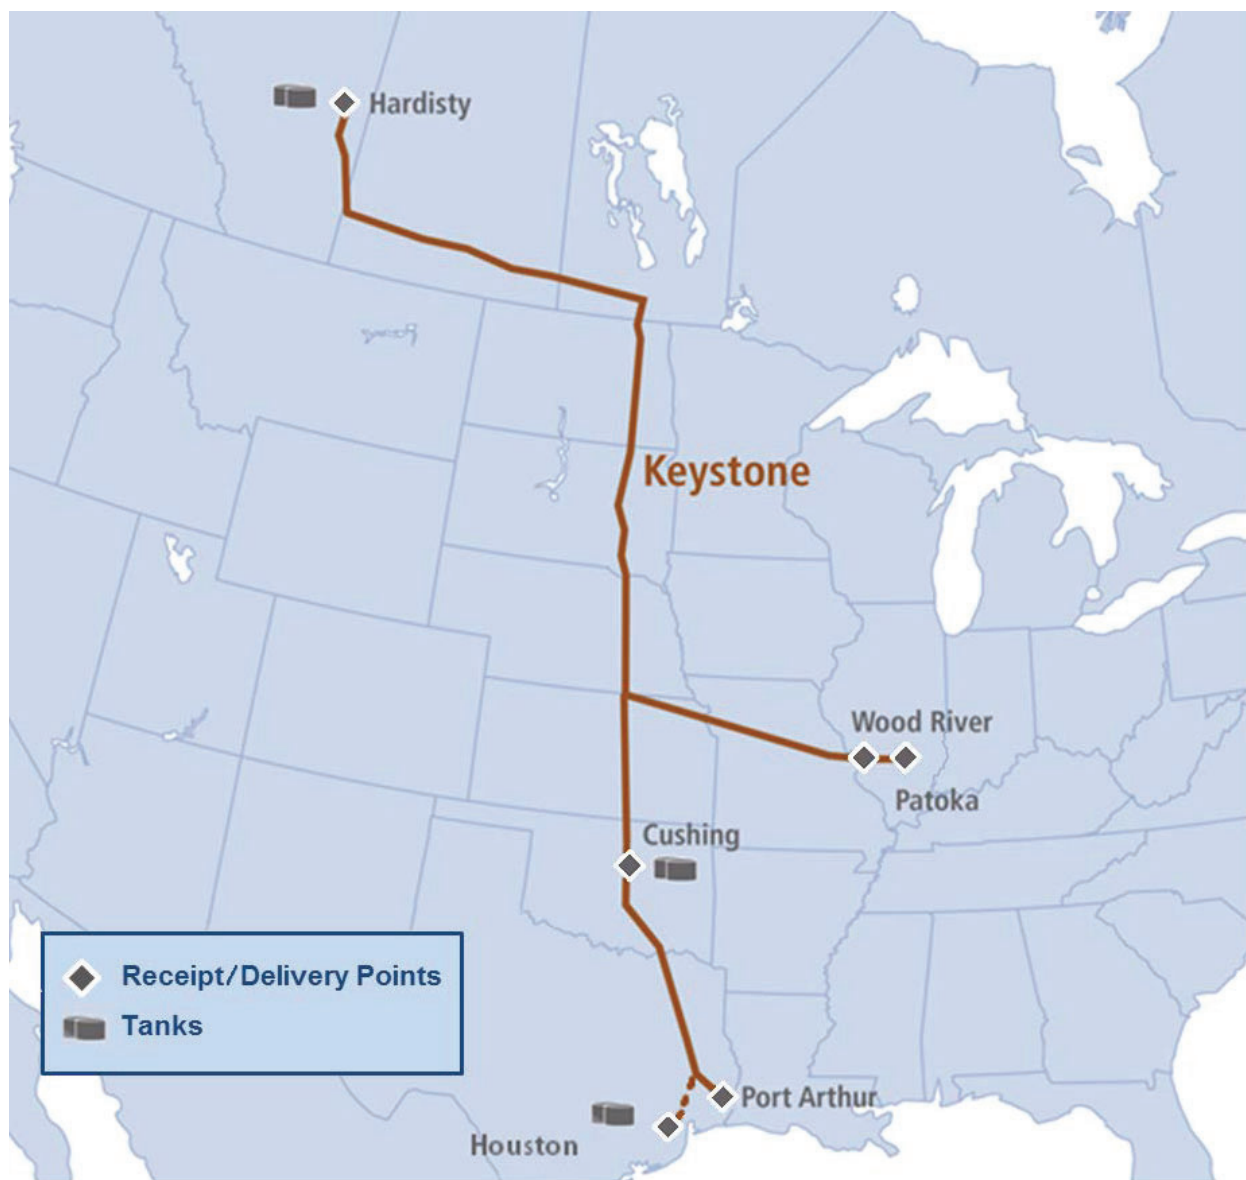 Hardisty
Keystone
Wood River
Patoka
Cushing
Receipt/Delivery Points
Tanks
Port Arthur
Houston